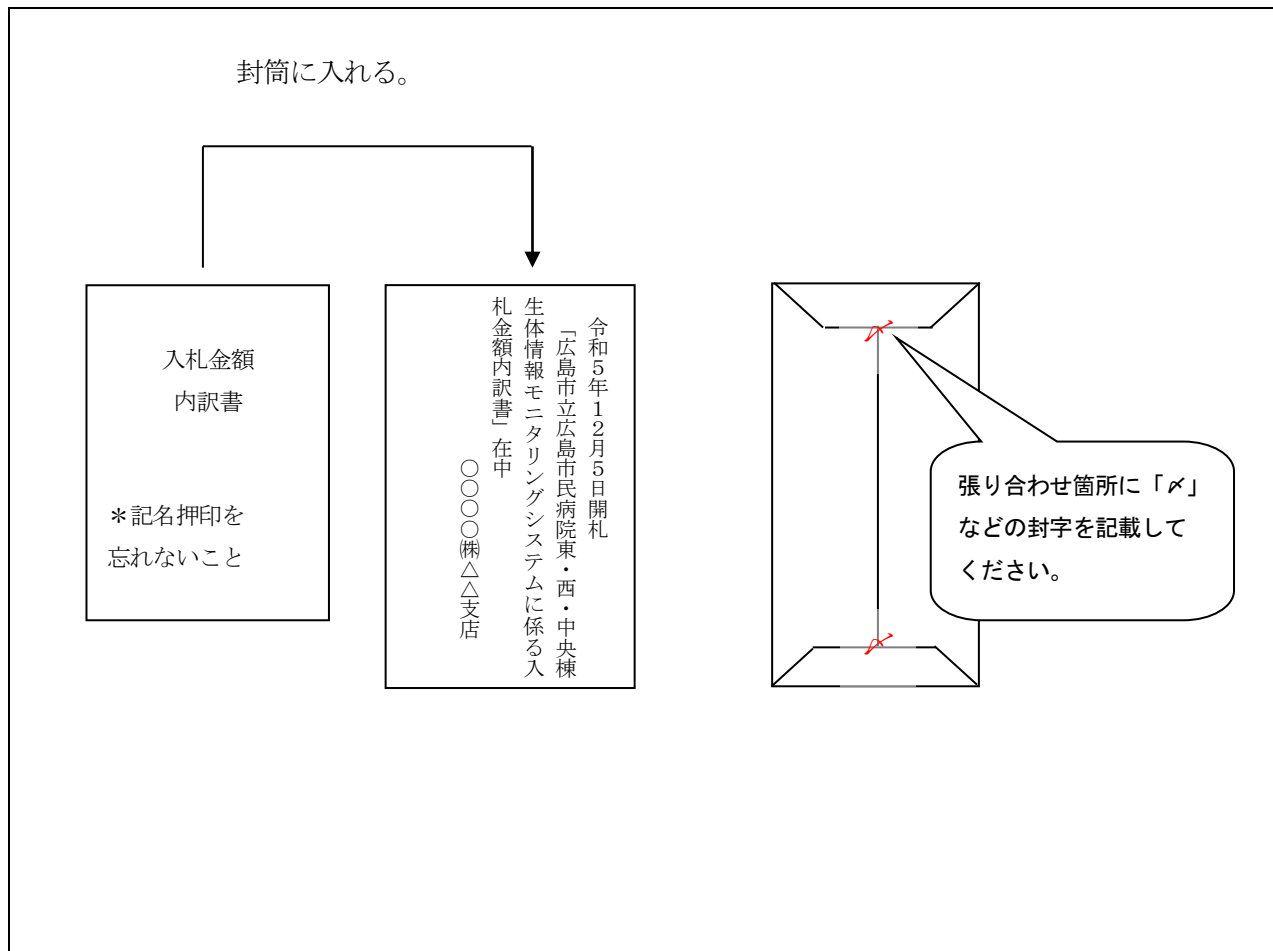 封筒に入れる。
入札金額
内訳書
＊記名押印を
忘れないこと
令和５年１２月５日開札
「広島市立広島市民病院東・西・中央棟
生体情報モニタリングシステムに係る入
札金額内訳書」在中
○○○○㈱△△支店
〆
張り合わせ箇所に「〆」
などの封字を記載して
ください。
〆